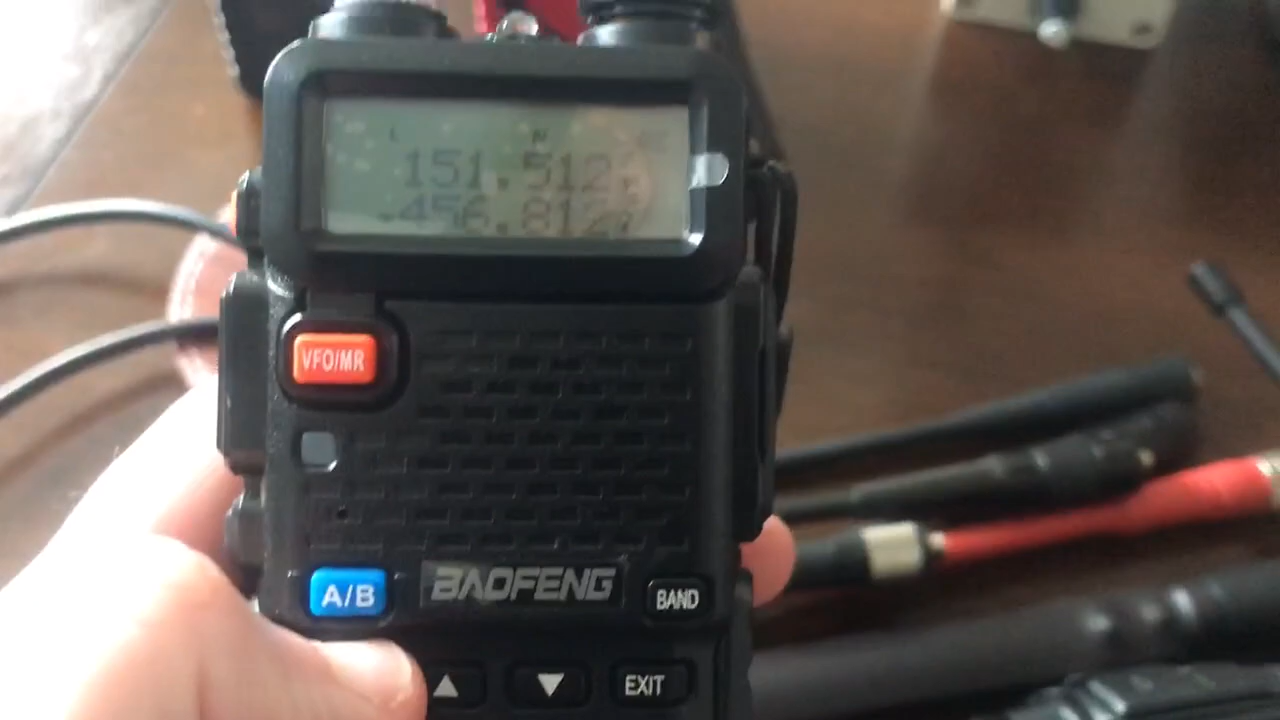 L N
151.512
456.812
VFO/MR
A/B BAOFENG BAND
▲ ▼ EXIT